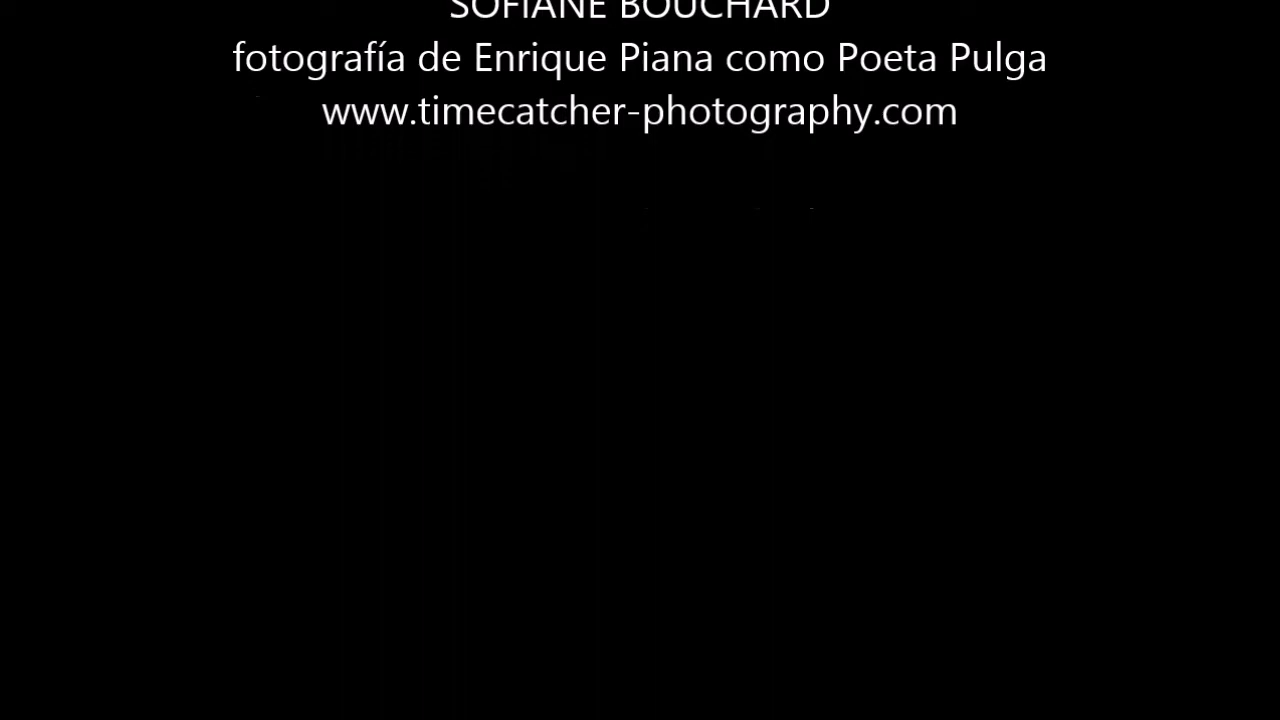 SOFIANE BOUCHARD
fotografía de Enrique Piana como Poeta Pulga
www.timecatcher-photography.com